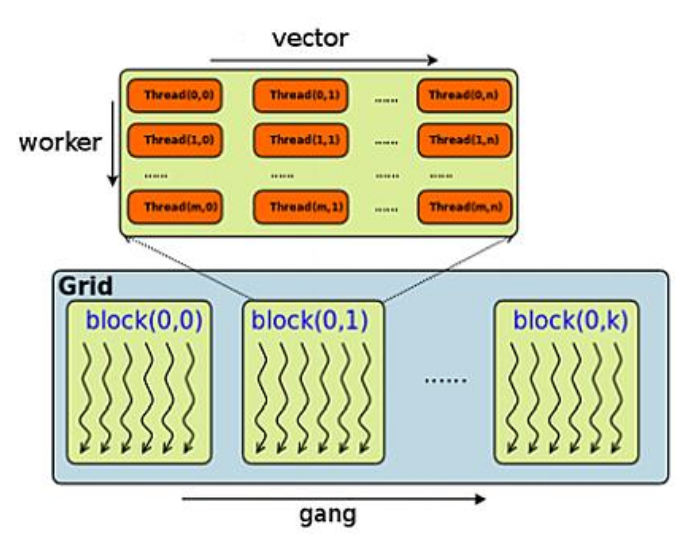 vector
worker
Thread(0,0) Thread(0,1) ...... Thread(0,n)
Thread(1,0) Thread(1,1) ...... Thread(1,n)
...... ...... ...... ......
Thread(m,0) Thread(m,1) ...... Thread(m,n)
Grid
block(0,0) block(0,1) ...... block(0,k)
gang